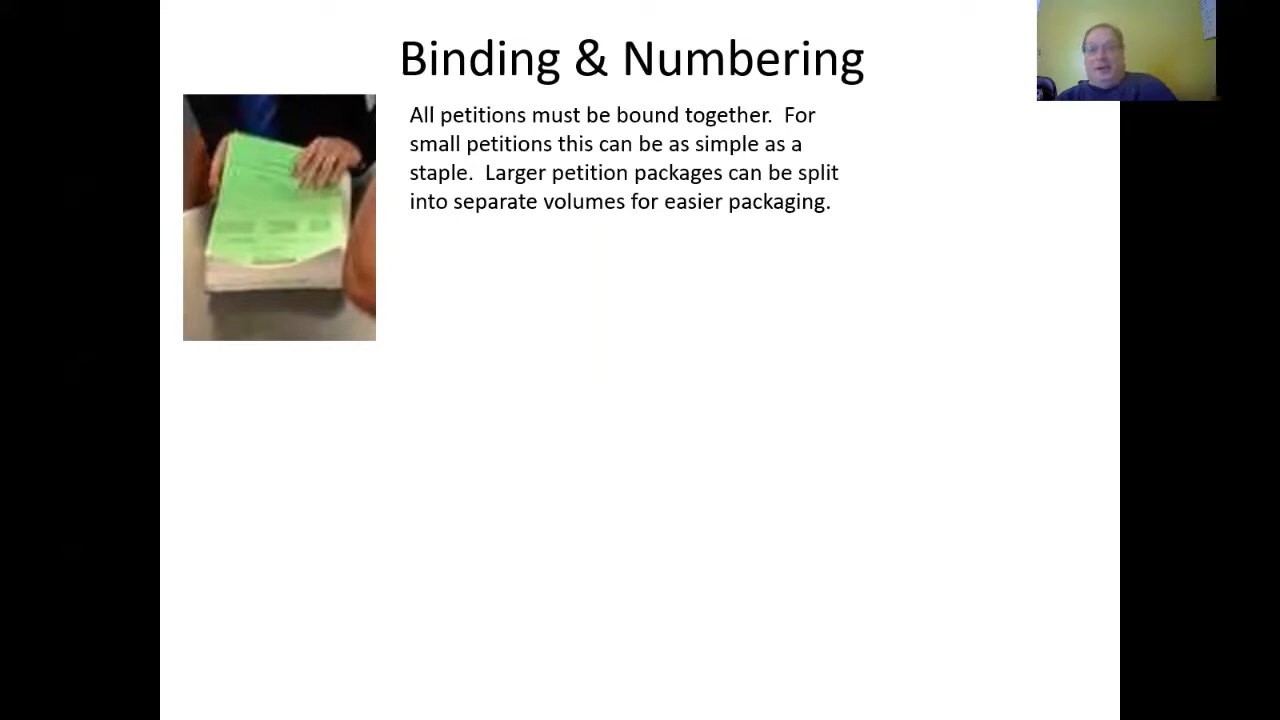 Binding & Numbering
All petitions must be bound together.  For
small petitions this can be as simple as a
staple.  Larger petition packages can be split
into separate volumes for easier packaging.